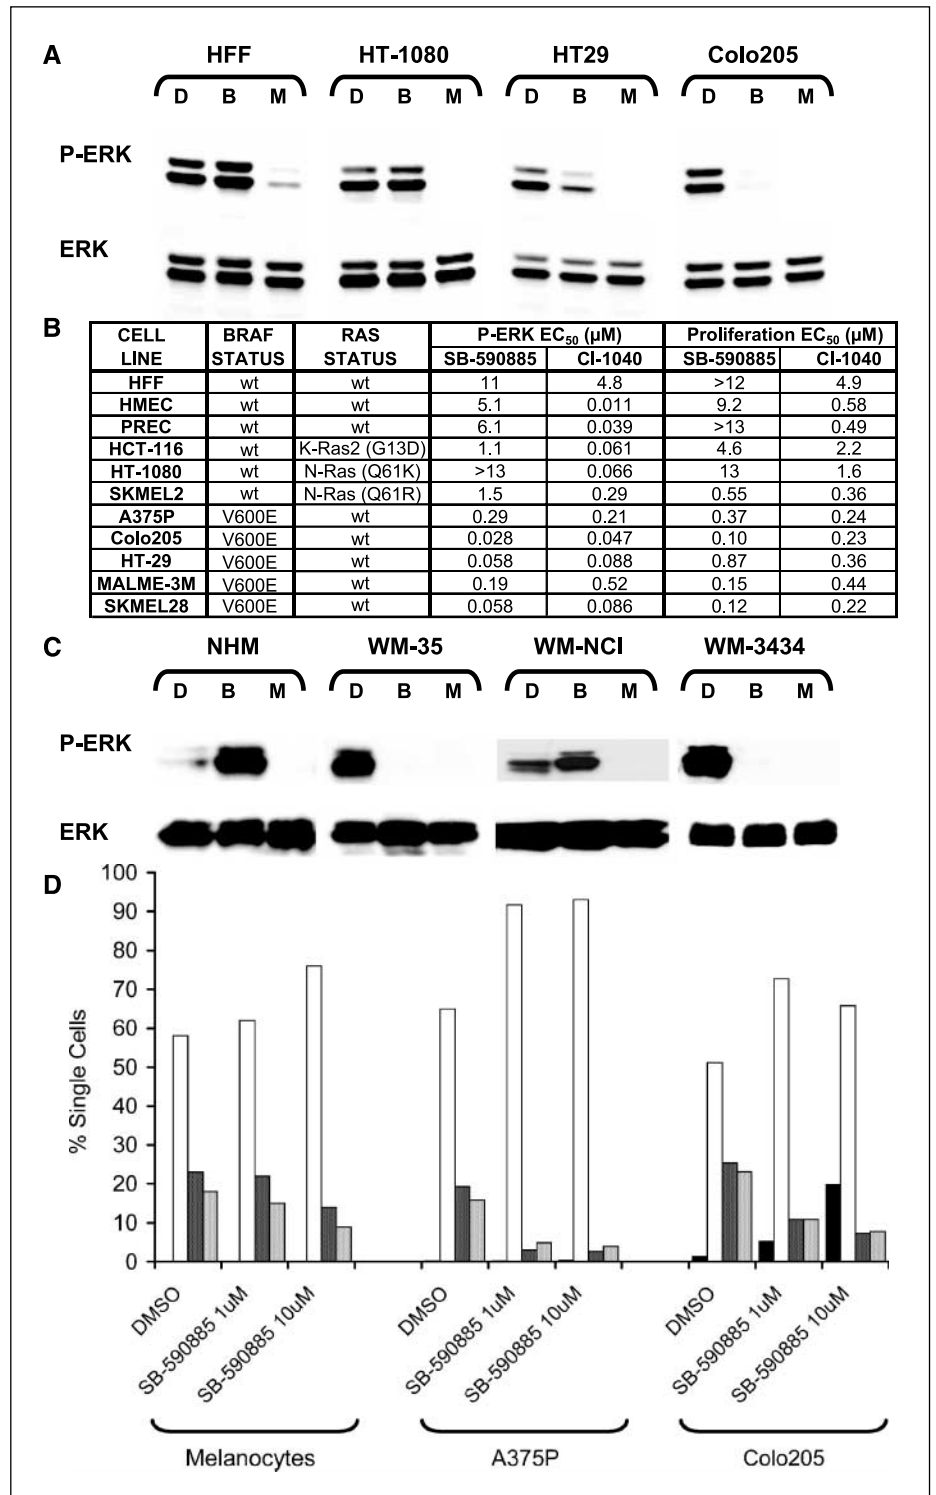 A
HFF HT-1080 HT29 Colo205
D B M D B M D B M D B M
P-ERK
ERK
B
CELL LINE BRAF STATUS RAS STATUS P-ERK EC50 (µM) Proliferation EC50 (µM)
SB-590885 CI-1040 SB-590885 CI-1040
HFF wt wt 11 4.8 >12 4.9
HMEC wt wt 5.1 0.011 9.2 0.58
PREC wt wt 6.1 0.039 >13 0.49
HCT-116 wt K-Ras2 (G13D) 1.1 0.061 4.6 2.2
HT-1080 wt N-Ras (Q61K) >13 0.066 13 1.6
SKMEL2 wt N-Ras (Q61R) 1.5 0.29 0.55 0.36
A375P V600E wt 0.29 0.21 0.37 0.24
Colo205 V600E wt 0.028 0.047 0.10 0.23
HT-29 V600E wt 0.058 0.088 0.87 0.36
MALME-3M V600E wt 0.19 0.52 0.15 0.44
SKMEL28 V600E wt 0.058 0.086 0.12 0.22
C
NHM WM-35 WM-NCI WM-3434
D B M D B M D B M D B M
P-ERK
ERK
D
100
90
80
70
60
50
40
30
20
10
0
% Single Cells
DMSO SB-590885 1uM SB-590885 10uM DMSO SB-590885 1uM SB-590885 10uM DMSO SB-590885 1uM SB-590885 10uM
Melanocytes A375P Colo205